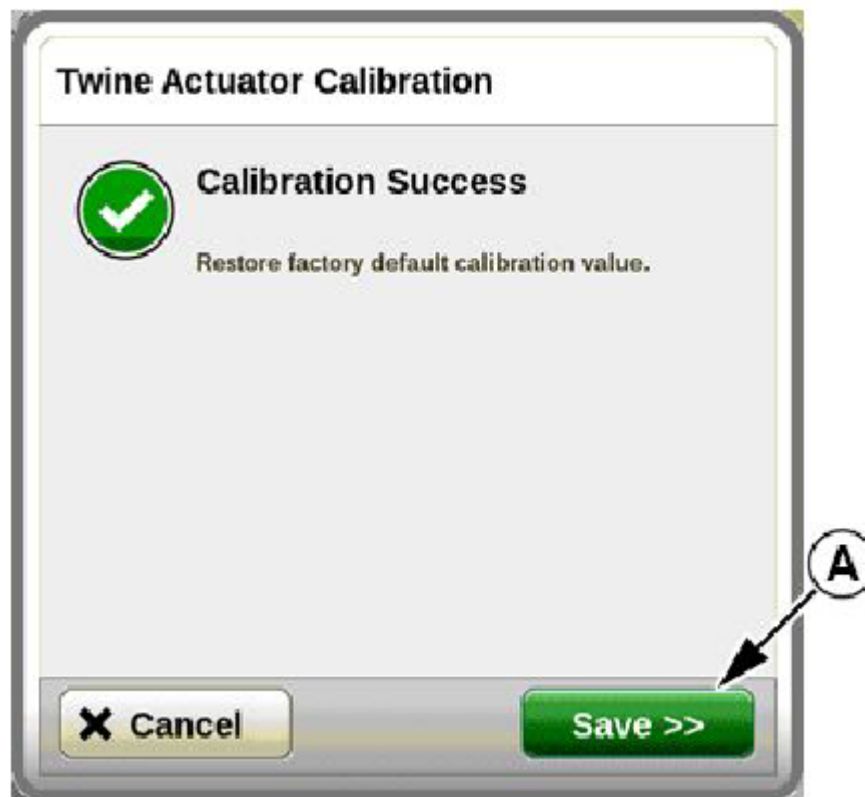 Twine Actuator Calibration
Calibration Success
Restore factory default calibration value.
A
Cancel
Save >>